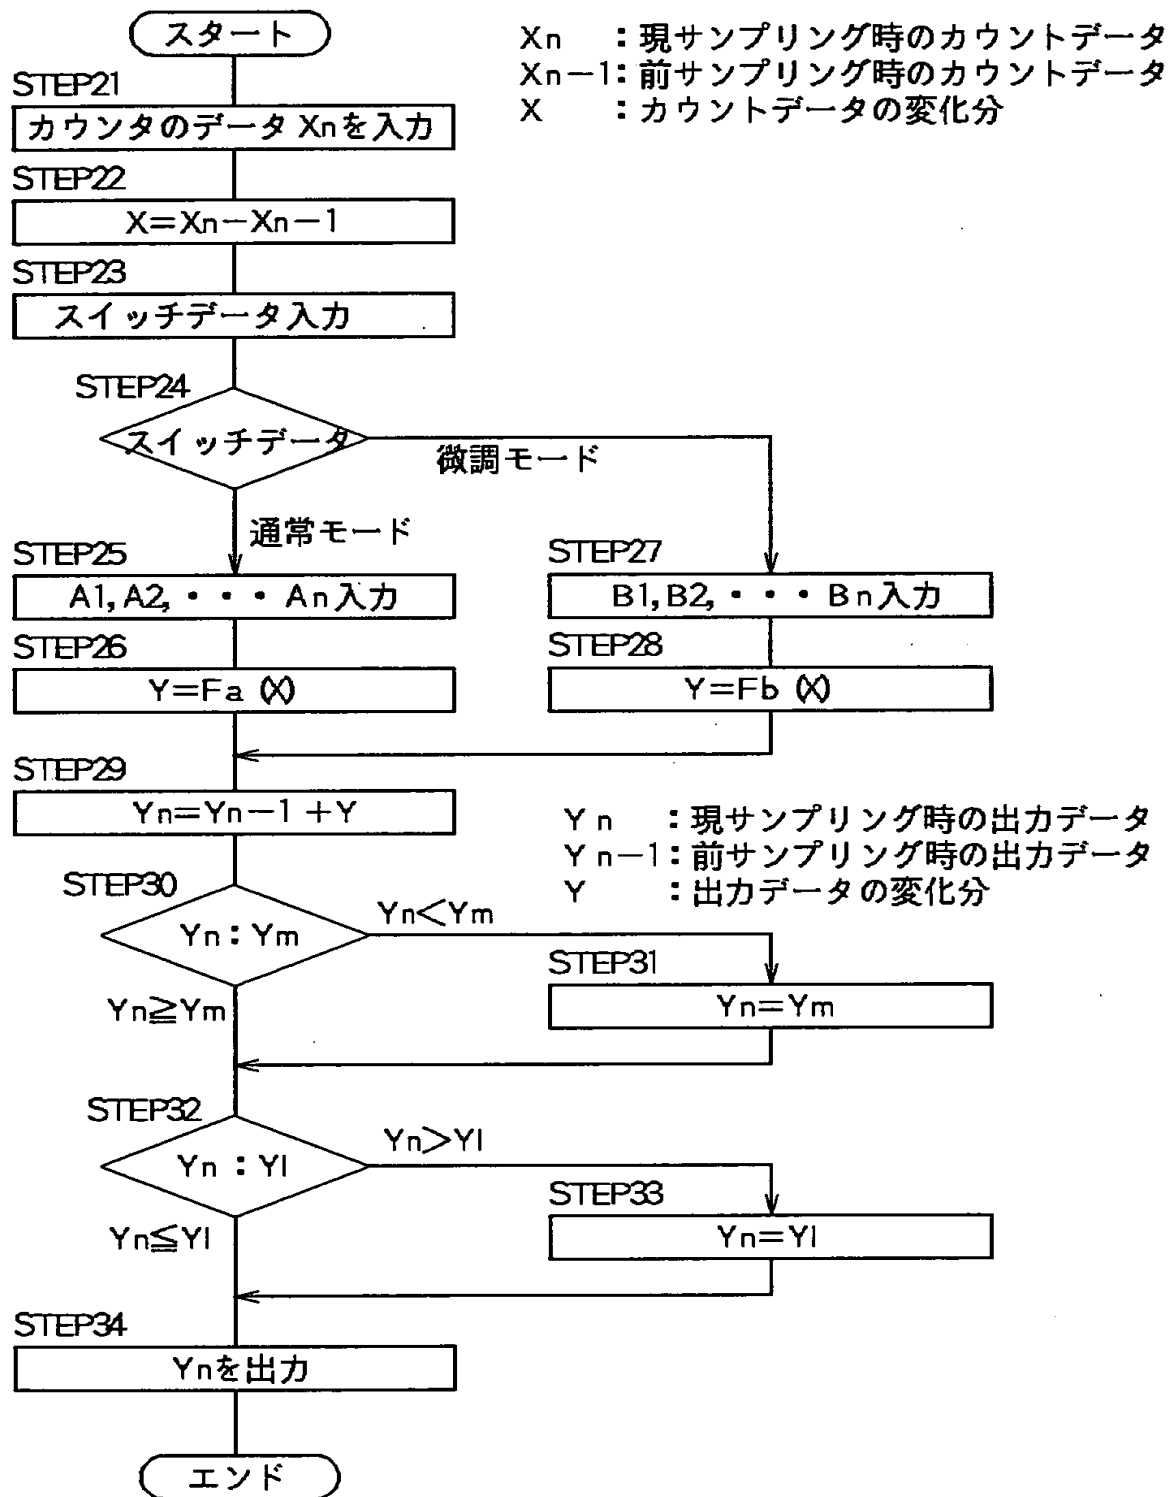 スタート
Xn :現サンプリング時のカウントデータ
Xn−1:前サンプリング時のカウントデータ
X :カウントデータの変化分
STEP21
カウンタのデータ Xnを入力
STEP22
X=Xn−Xn−1
STEP23
スイッチデータ入力
STEP24
スイッチデータ
微調モード
通常モード
STEP25
A1,A2,・・・An入力
STEP27
B1,B2,・・・Bn入力
STEP26
Y=Fa (X)
STEP28
Y=Fb (X)
STEP29
Yn=Yn−1+Y
Yn :現サンプリング時の出力データ
Yn−1:前サンプリング時の出力データ
Y :出力データの変化分
STEP30
Yn:Ym
Yn<Ym
Yn≧Ym
STEP31
Yn=Ym
STEP32
Yn:Yl
Yn>Yl
Yn≦Yl
STEP33
Yn=Yl
STEP34
Ynを出力
エンド